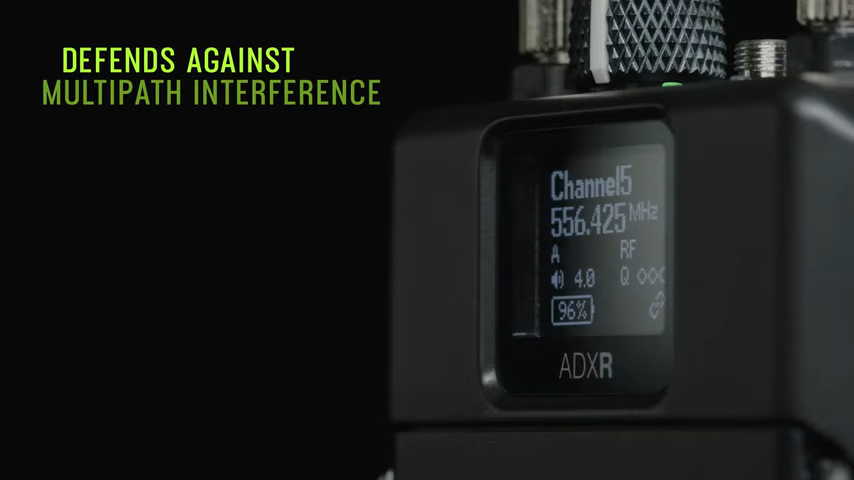 DEFENDS AGAINST
MULTIPATH INTERFERENCE
Channel5
556.425 MHz
A RF
4.0 Q
96%
ADXR